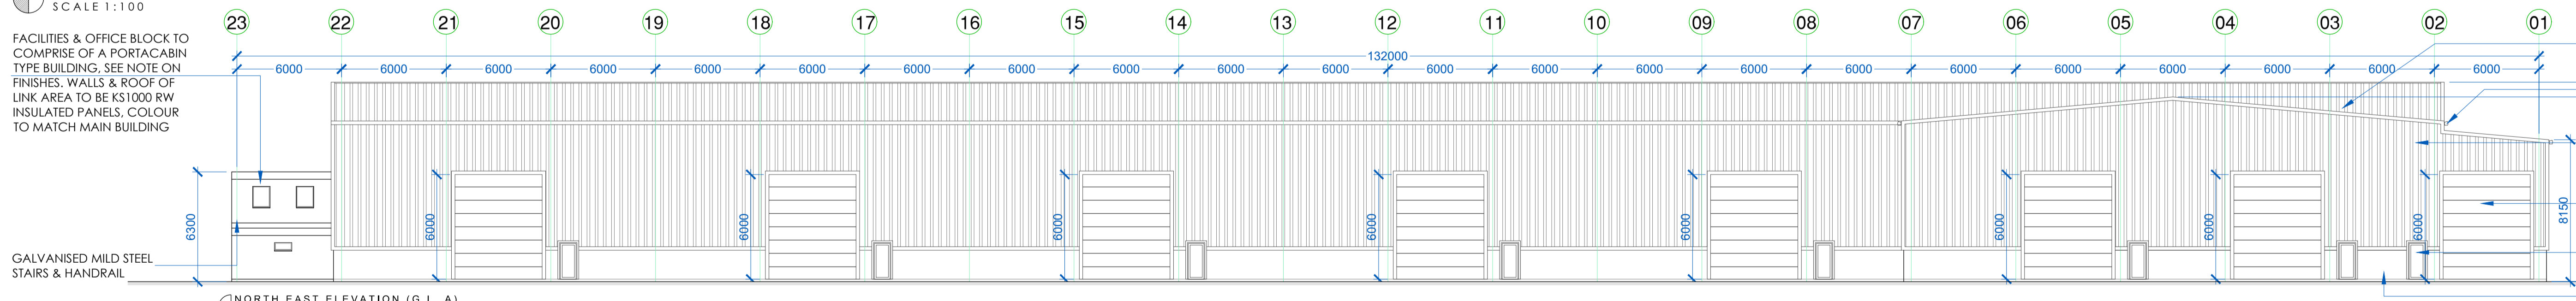 SCALE 1:100
23 22 21 20 19 18 17 16 15 14 13 12 11 10 09 08 07 06 05 04 03 02 01
FACILITIES & OFFICE BLOCK TO
COMPRISE OF A PORTACABIN
TYPE BUILDING, SEE NOTE ON
FINISHES. WALLS & ROOF OF
LINK AREA TO BE KS1000 RW
INSULATED PANELS, COLOUR
TO MATCH MAIN BUILDING
132000
6000 6000 6000 6000 6000 6000 6000 6000 6000 6000 6000 6000 6000 6000 6000 6000 6000 6000 6000 6000 6000 6000
6300
6000 6000 6000 6000 6000 6000 6000 6000
8150
GALVANISED MILD STEEL
STAIRS & HANDRAIL
NORTH EAST ELEVATION (G.L. A)